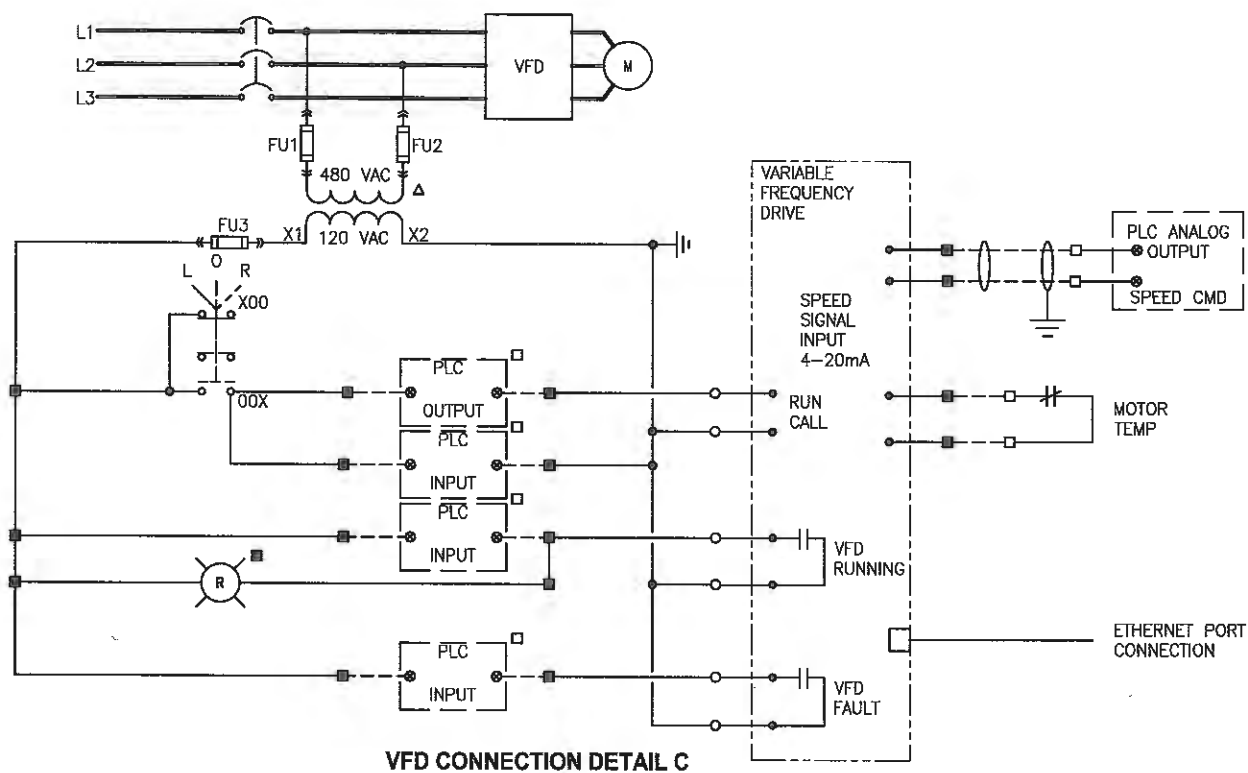 L1
L2
L3
VFD
M
FU1
FU2
480 VAC
Δ
X1
120 VAC
X2
FU3
L
O
R
X00
00X
PLC
OUTPUT
PLC
INPUT
PLC
INPUT
R
PLC
INPUT
VARIABLE
FREQUENCY
DRIVE
SPEED
SIGNAL
INPUT
4-20mA
RUN
CALL
VFD
RUNNING
VFD
FAULT
PLC ANALOG
OUTPUT
SPEED CMD
MOTOR
TEMP
ETHERNET PORT
CONNECTION
VFD CONNECTION DETAIL C